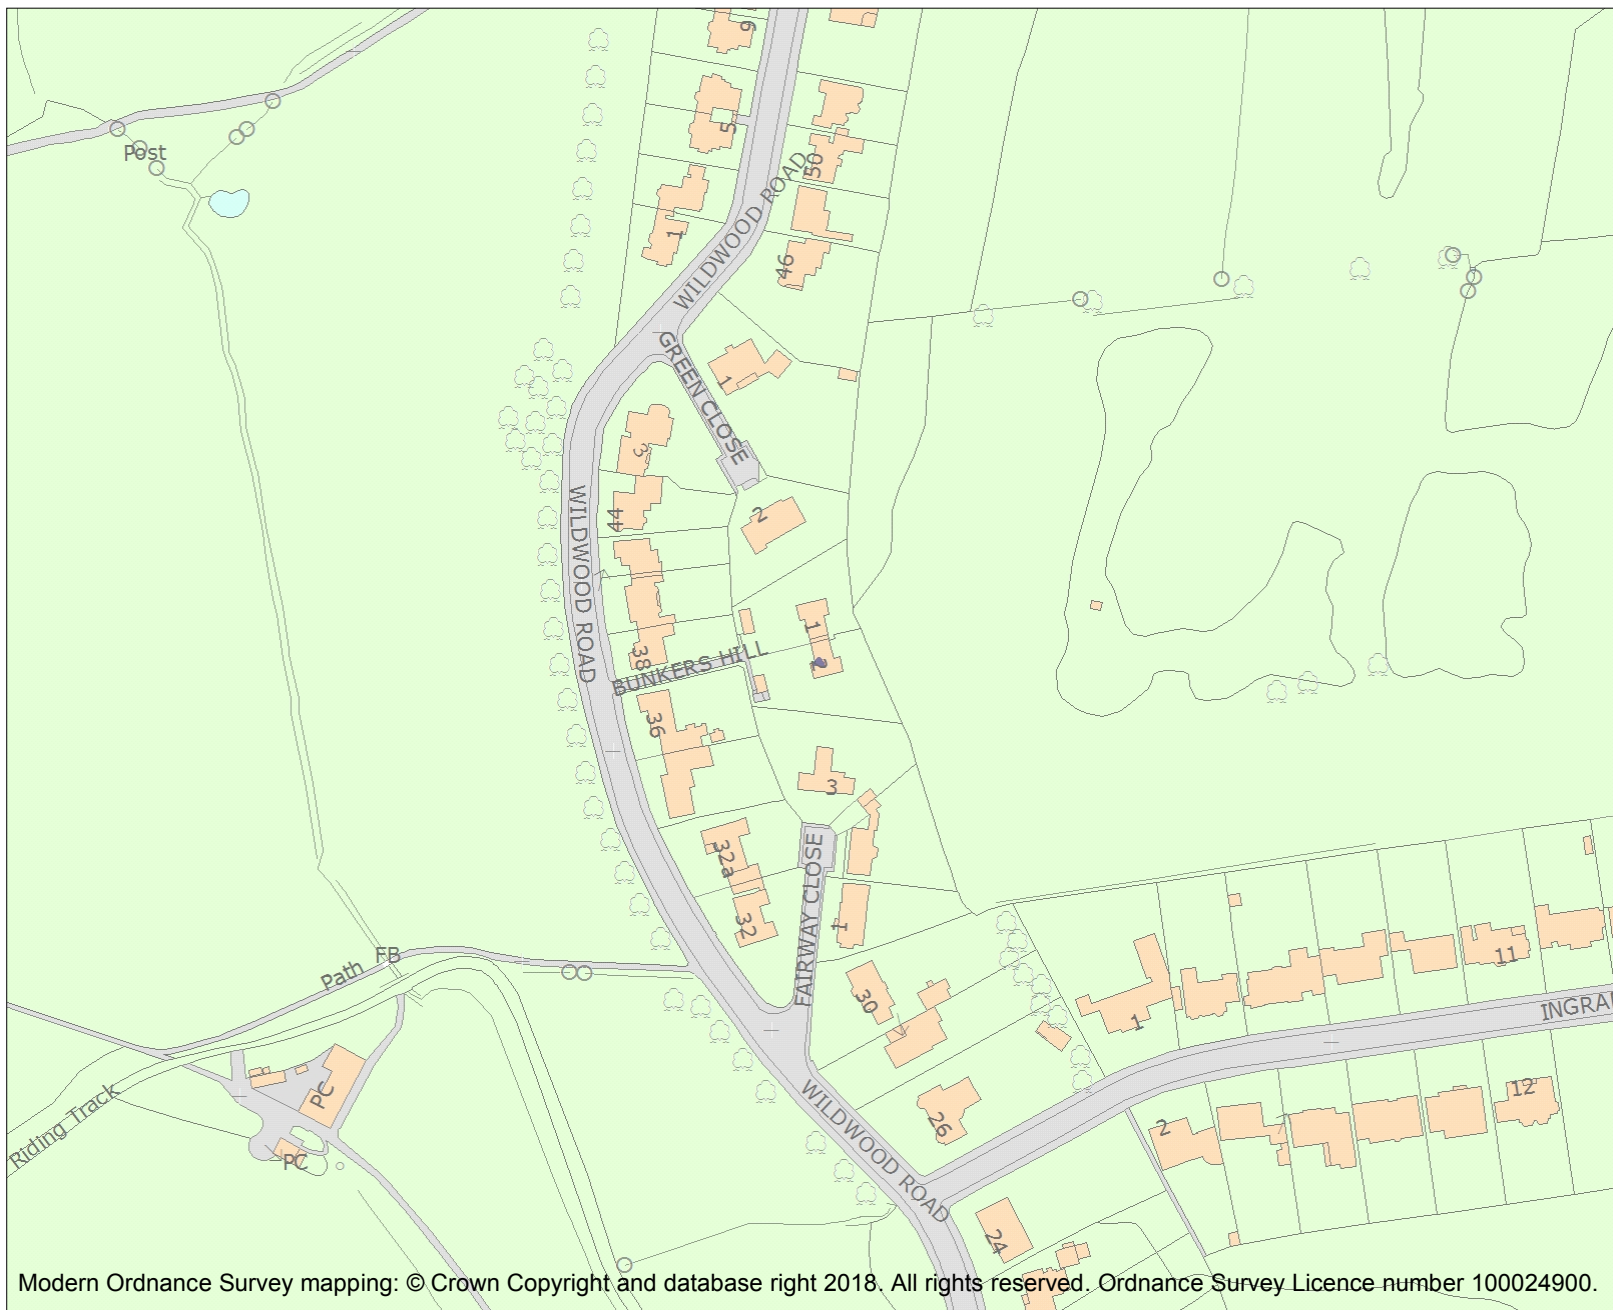 9
5
Post
50
WILDWOOD ROAD
1
46
GREEN CLOSE
1
3
WILDWOOD ROAD
44
2
1
38
BUNKERS HILL
2
36
3
32a
FAIRWAY CLOSE
32
1
Path FB
30
11
1
INGRA
PC
Riding Track
WILDWOOD ROAD
26
2
12
PC
24
Modern Ordnance Survey mapping: © Crown Copyright and database right 2018. All rights reserved. Ordnance Survey Licence number 100024900.